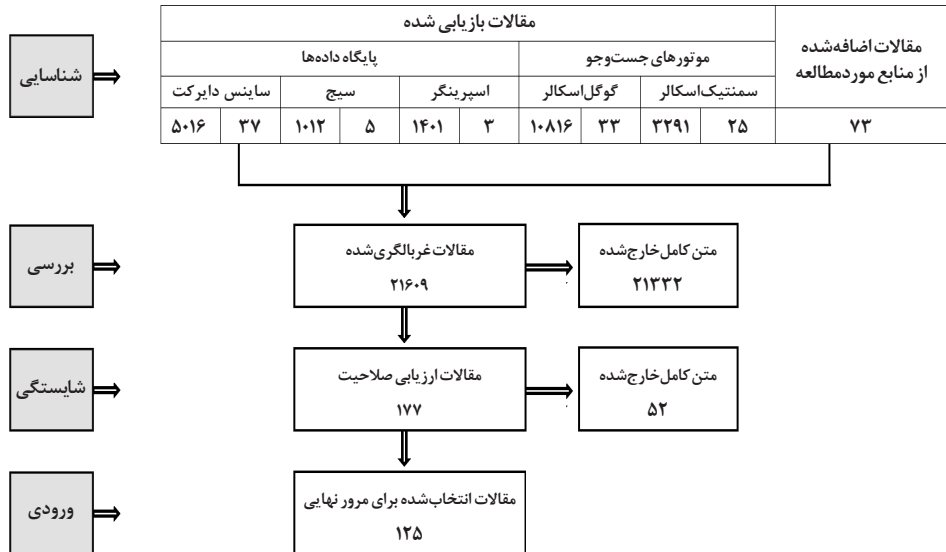 مقالات بازیابی شده
مقالات اضافه‌شده
از منابع موردمطالعه
موتورهای جست‌وجو
پایگاه داده‌ها
سمنتیک‌اسکالر
گوگل‌اسکالر
اسپرینگر
سیج
ساینس دایرکت
۷۳
۲۵
۳۲۹۱
۳۳
۱۰۸۱۶
۳
۱۴۰۱
۵
۱۰۱۲
۳۷
۵۰۱۶
شناسایی
بررسی
مقالات غربالگری‌شده
۲۱۶۰۹
متن کامل خارج‌شده
۲۱۳۳۲
شایستگی
مقالات ارزیابی صلاحیت
۱۷۷
متن کامل خارج‌شده
۵۲
ورودی
مقالات انتخاب‌شده برای مرور نهایی
۱۲۵